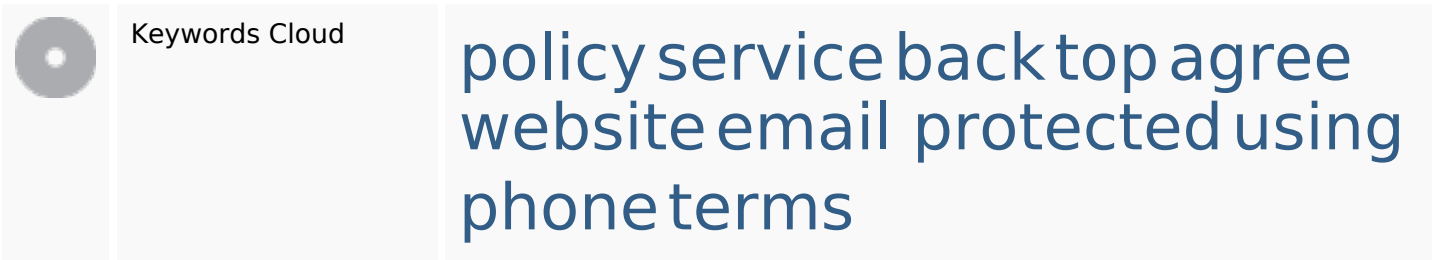 Keywords Cloud
policy service back top agree
website email protected using
phone terms